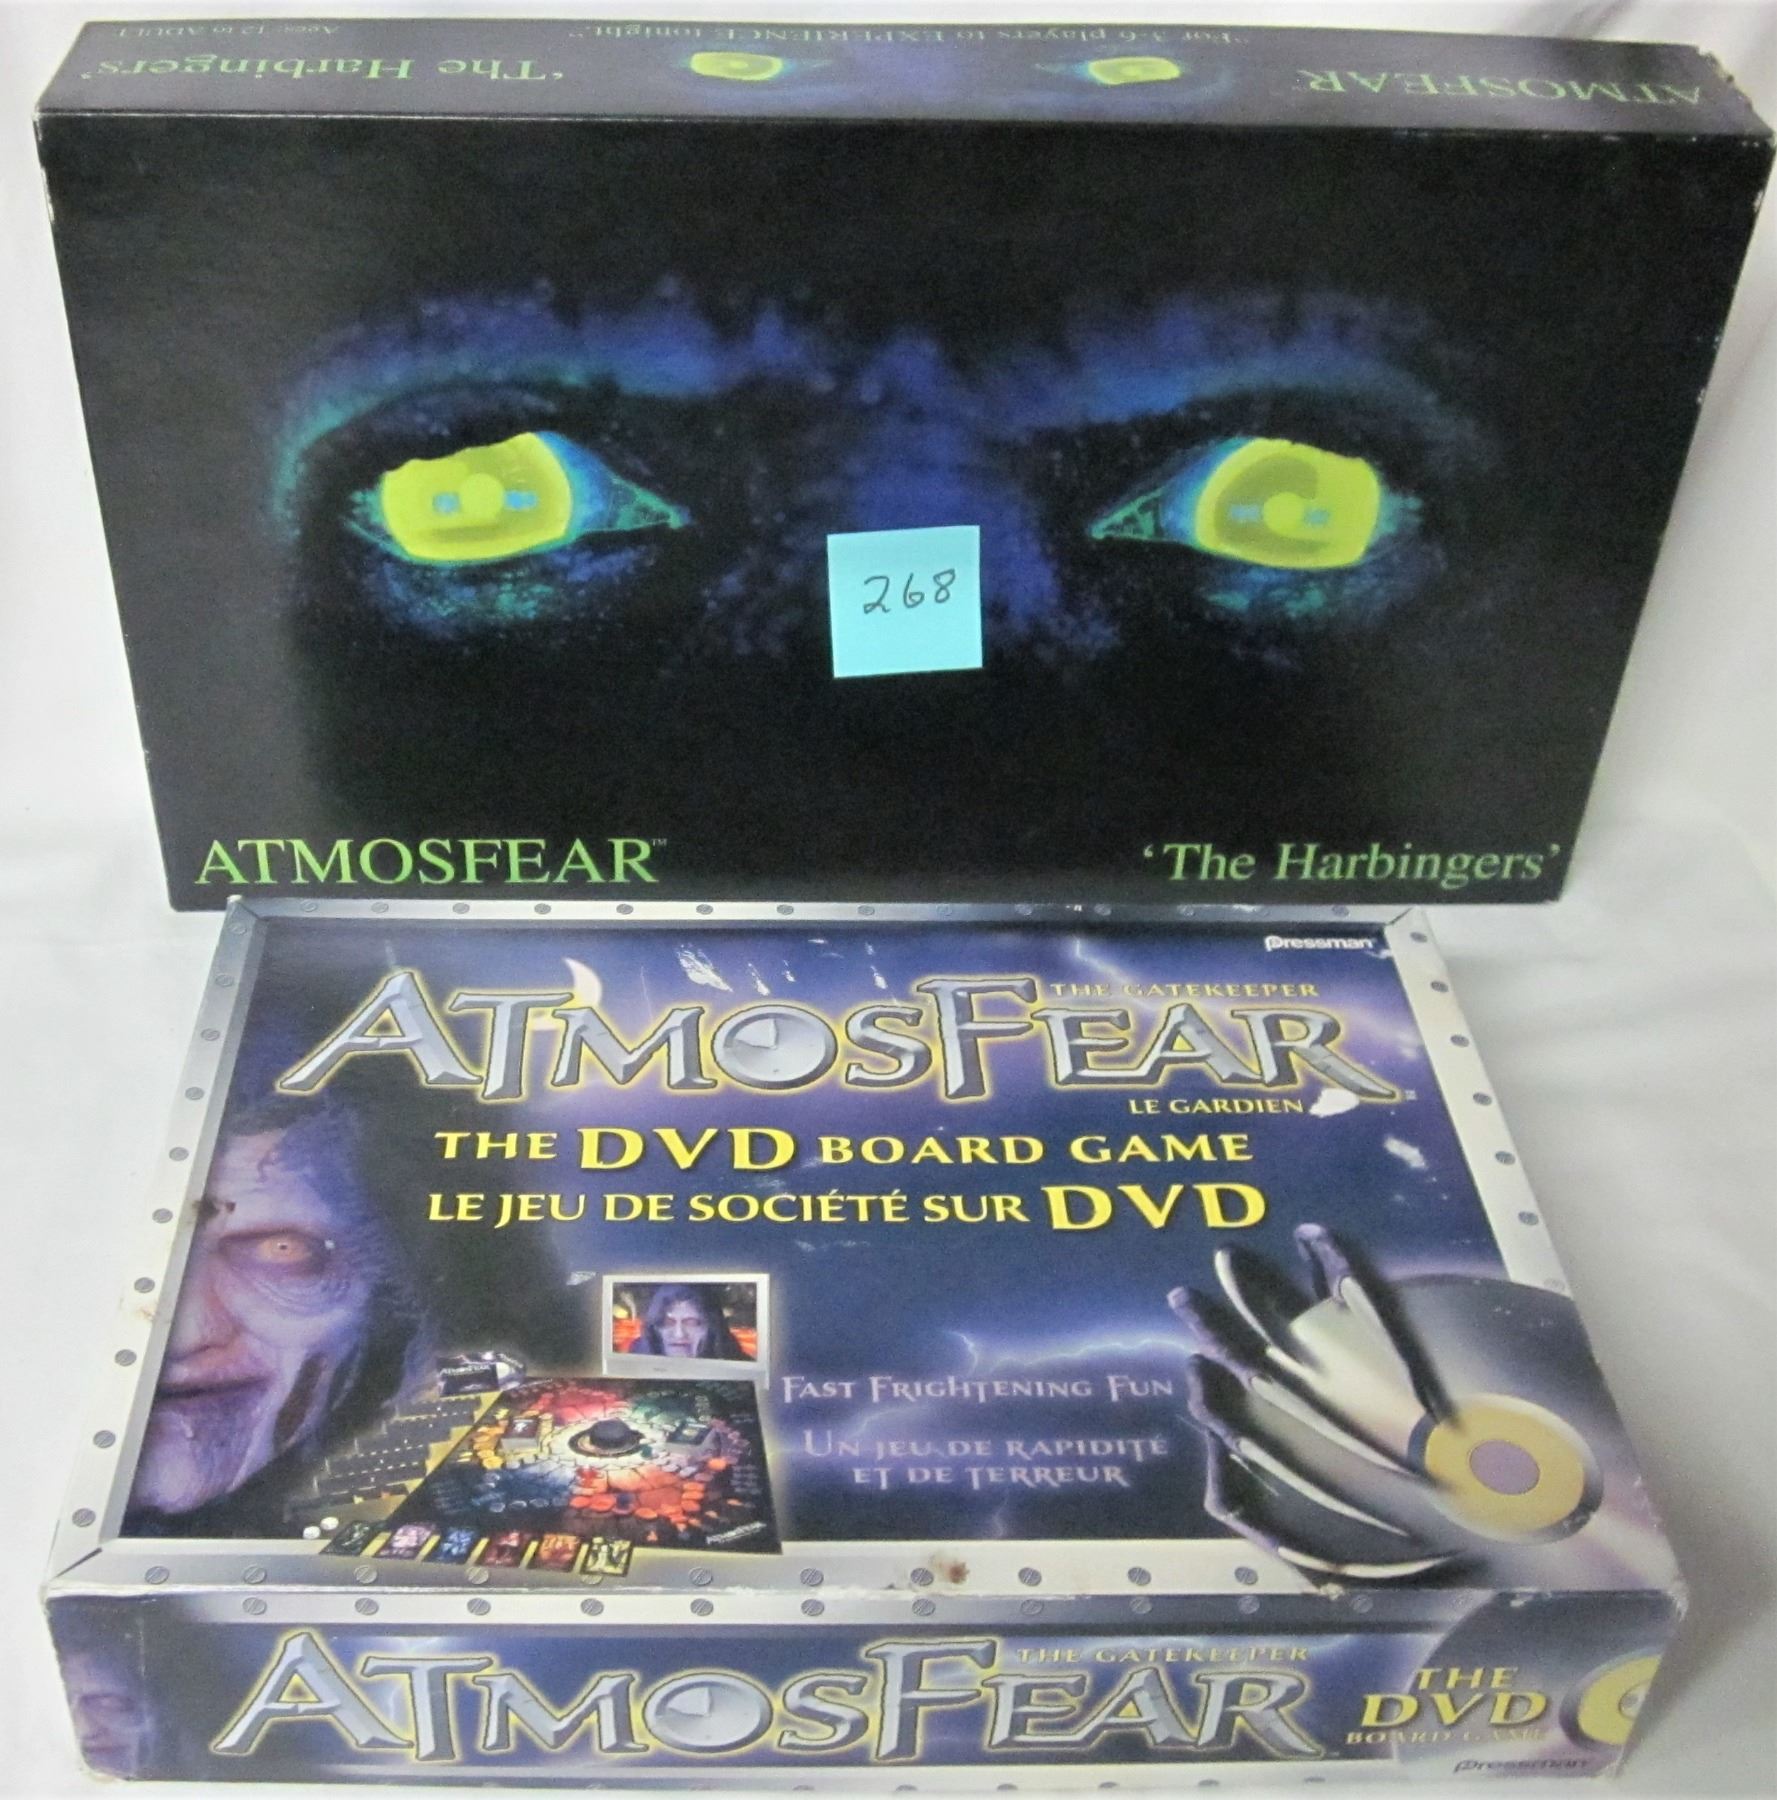 "For 3-6 players to EXPERIENCE tonight."
Ages: 12 to ADULT
ATMOSFEAR
'The Harbingers'
268
ATMOSFEAR™
'The Harbingers'
Pressman
THE GATEKEEPER
ATMOSFEAR
LE GARDIEN
THE DVD BOARD GAME
LE JEU DE SOCIÉTÉ SUR DVD
FAST FRIGHTENING FUN
UN JEU DE RAPIDITÉ
ET DE TERREUR
THE GATEKEEPER
ATMOSFEAR
THE
DVD
BOARD GAME
Pressman